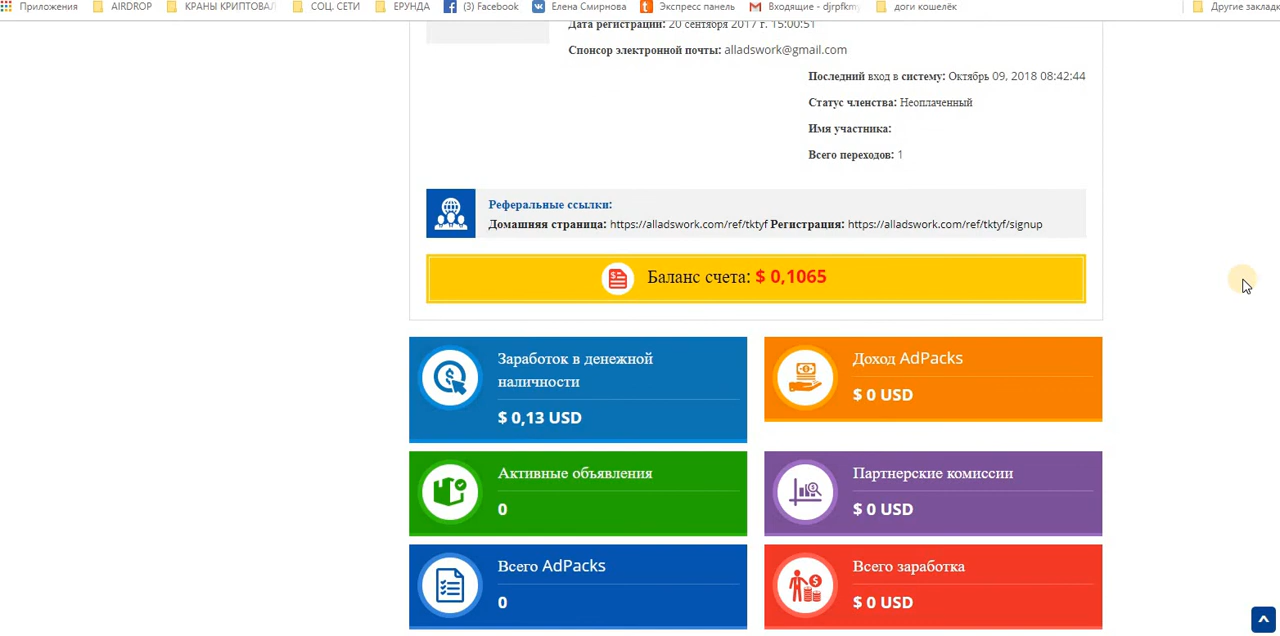 Приложения AIRDROP КРАНЫ КРИПТОВАЛ СОЦ. СЕТИ ЕРУНДА (3) Facebook Елена Смирнова Экспресс панель Входящие - djrpfkm доги кошелёк Другие заклад
Дата регистрации: 20 сентября 2017 г. 15:00:51
Спонсор электронной почты: alladswork@gmail.com
Последний вход в систему: Октябрь 09, 2018 08:42:44
Статус членства: Неоплаченный
Имя участника:
Всего переходов: 1
Реферальные ссылки:
Домашняя страница: https://alladswork.com/ref/tktyf Регистрация: https://alladswork.com/ref/tktyf/signup
Баланс счета: $ 0,1065
Заработок в денежной
наличности
$ 0,13 USD
Доход AdPacks
$ 0 USD
Активные объявления
0
Партнерские комиссии
$ 0 USD
Всего AdPacks
0
Всего заработка
$ 0 USD